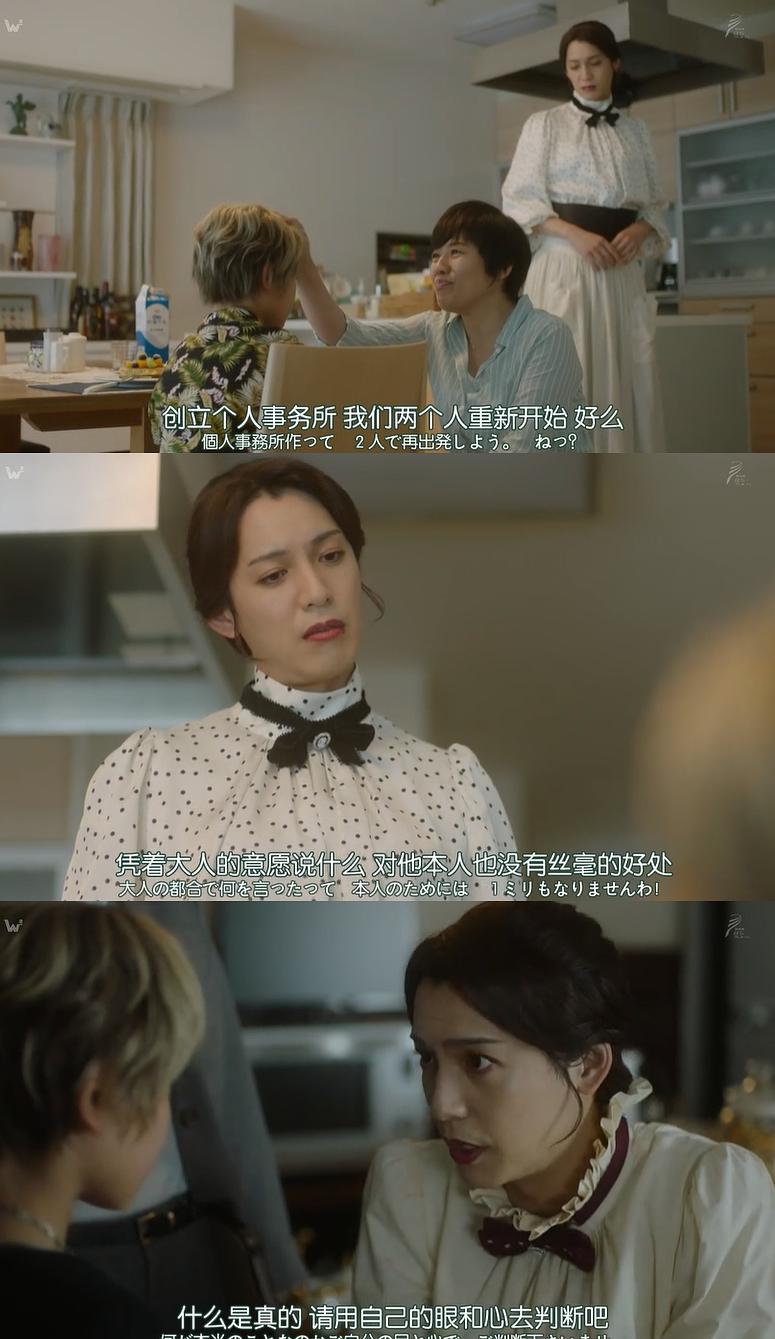 创立个人事务所 我们两个人重新开始 好么
個人事務所作って 2人で再出発しよう。 ねっ?
凭着大人的意愿说什么 对他本人也没有丝毫的好处
大人の都合で何を言ったって 本人のためには 1ミリもなりませんわ!
什么是真的 请用自己的眼和心去判断吧